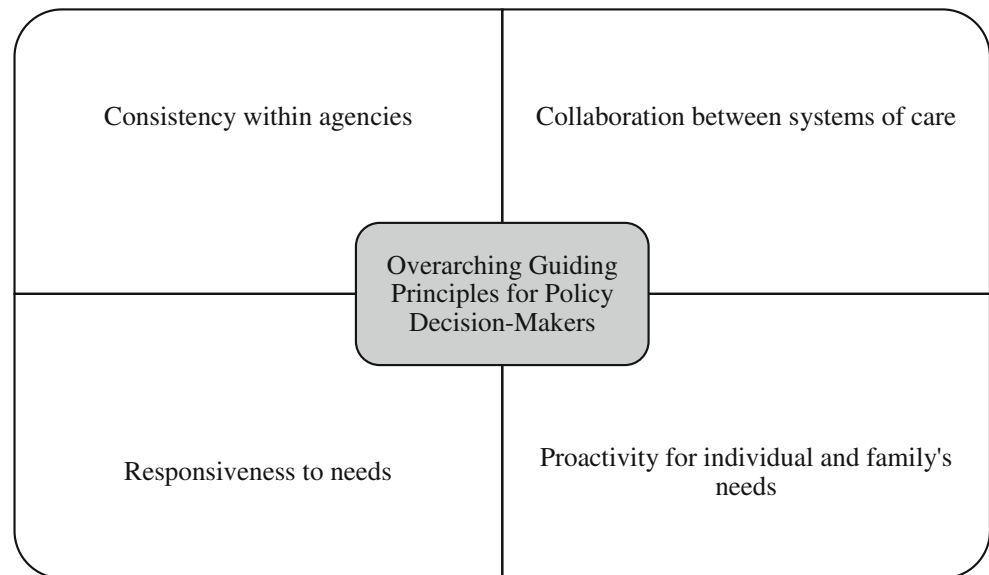 Consistency within agencies
Collaboration between systems of care
Overarching Guiding
Principles for Policy
Decision-Makers
Responsiveness to needs
Proactivity for individual and family's
needs